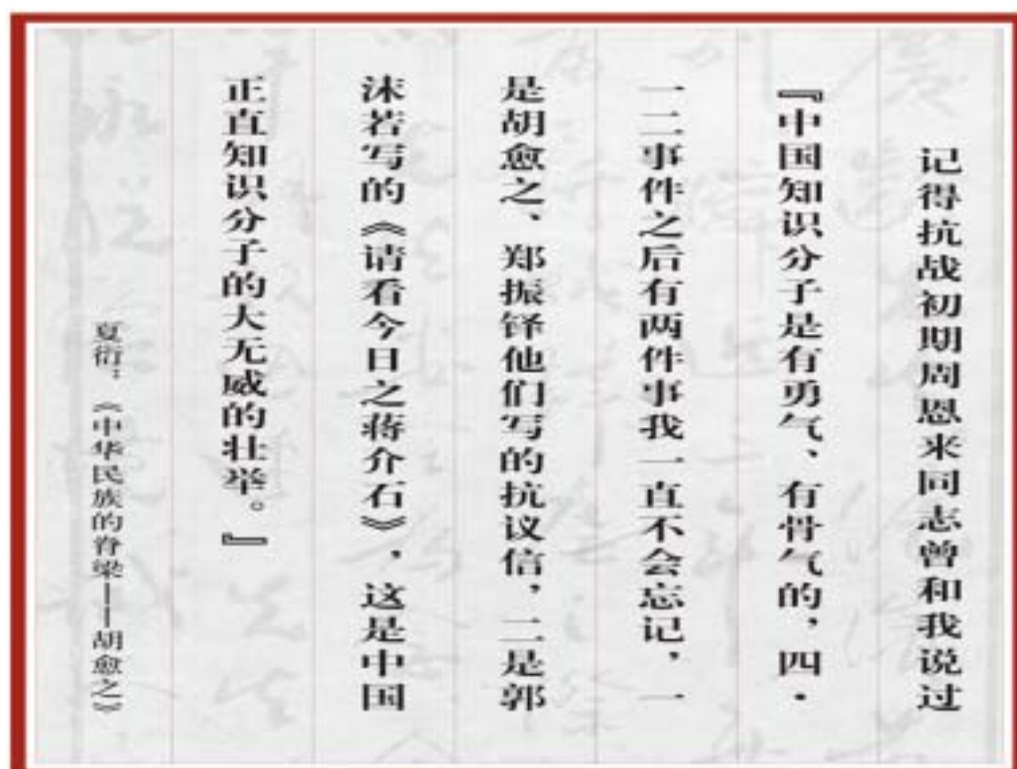 记得抗战初期周恩来同志曾和我说过
『中国知识分子是有勇气、有骨气的，四·
一二事件之后有两件事我一直不会忘记，一
是胡愈之、郑振铎他们写的抗议信，二是郭
沫若写的《请看今日之蒋介石》，这是中国
正直知识分子的大无威的壮举。』
夏衍：《中华民族的脊梁——胡愈之》